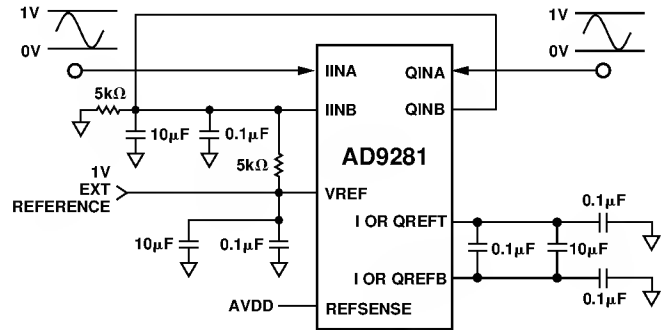 1V
0V
1V
0V
IINA
QINA
5kΩ
IINB
QINB
10µF
0.1µF
5kΩ
AD9281
1V
EXT
REFERENCE
VREF
0.1µF
I OR QREFT
10µF
0.1µF
0.1µF
10µF
I OR QREFB
0.1µF
AVDD
REFSENSE